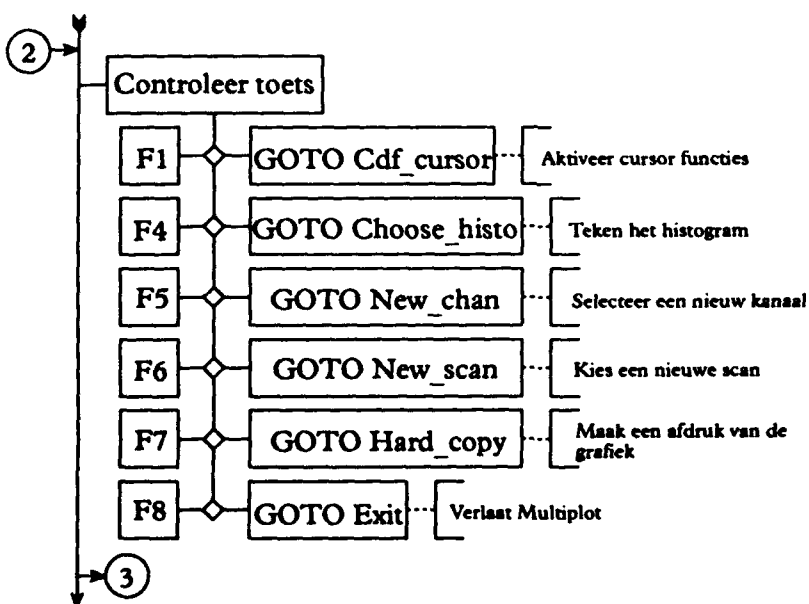 2
Controleer toets
F1 GOTO Cdf_cursor Aktiveer cursor functies
F4 GOTO Choose_histo Teken het histogram
F5 GOTO New_chan Selecteer een nieuw kanaal
F6 GOTO New_scan Kies een nieuwe scan
F7 GOTO Hard_copy Maak een afdruk van de
grafiek
F8 GOTO Exit Verlaat Multiplot
3